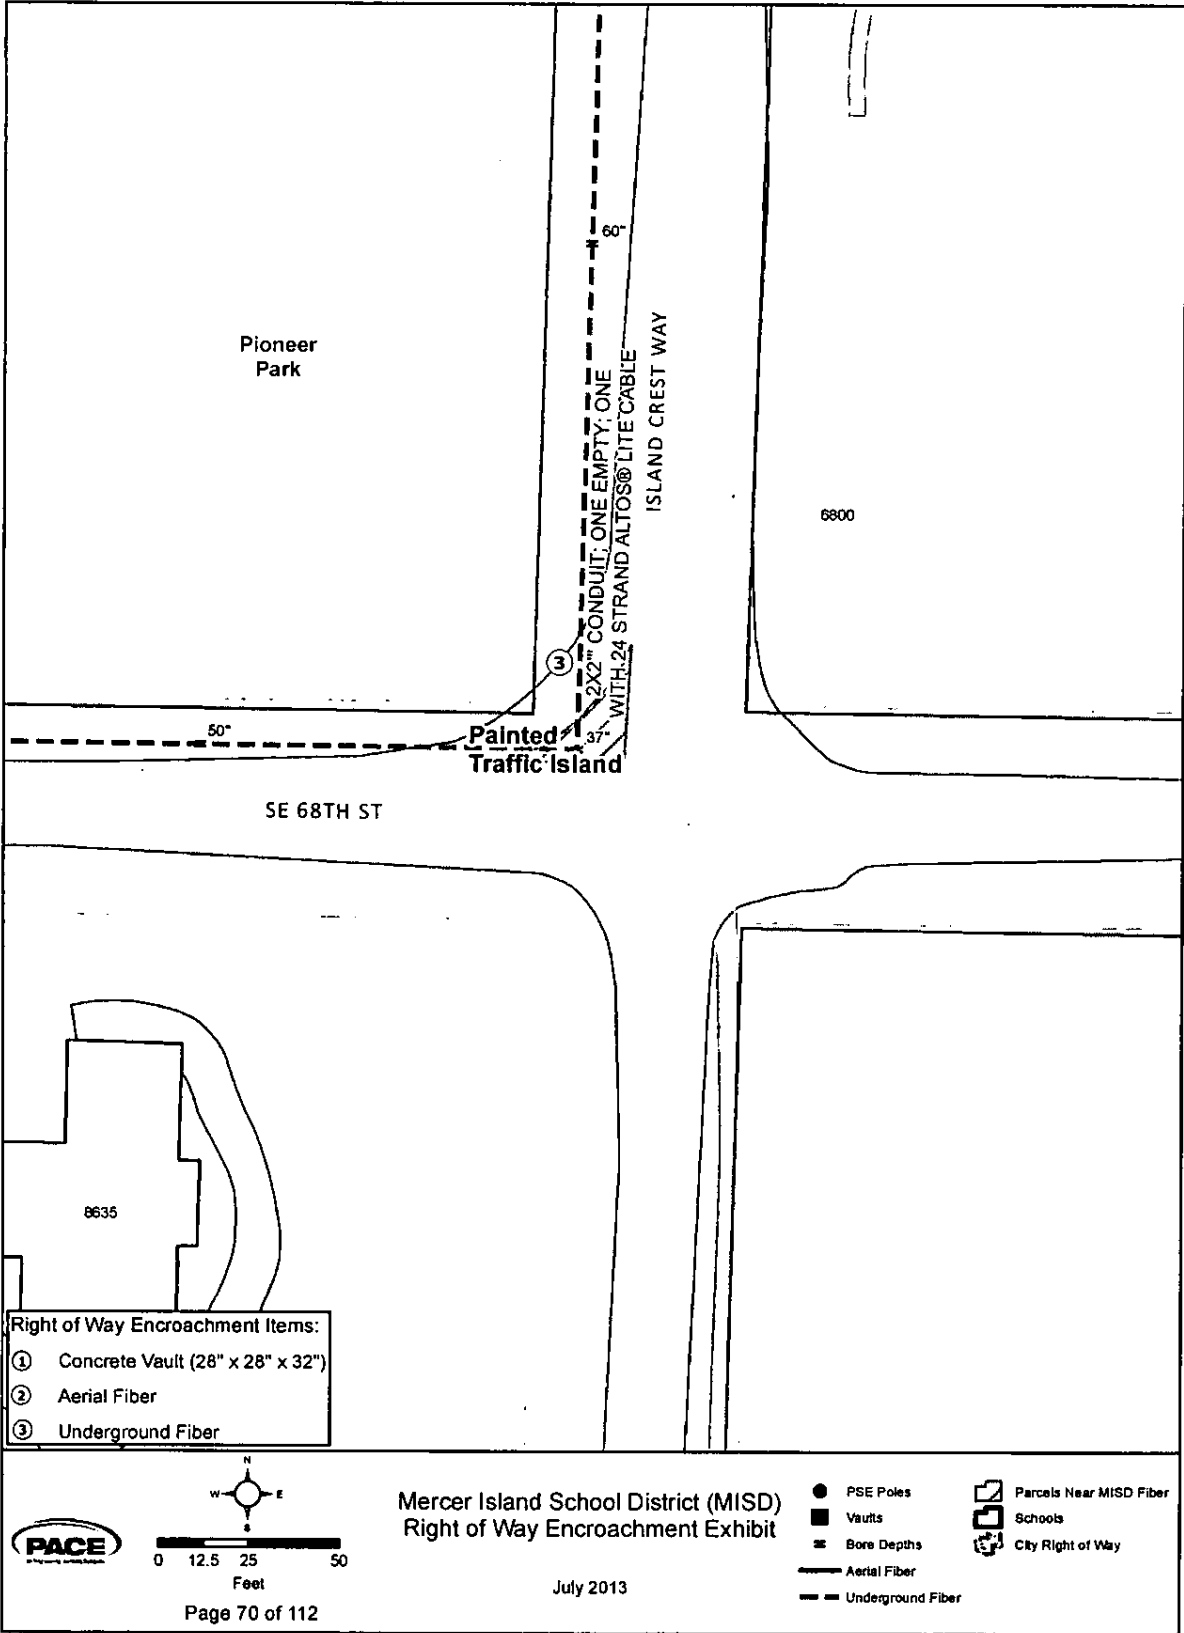 60"
Pioneer
Park
2X2" CONDUIT; ONE EMPTY; ONE
WITH 24 STRAND ALTOS® LITE CABLE
ISLAND CREST WAY
6800
3
50"
Painted
37"
Traffic Island
SE 68TH ST
8635
Right of Way Encroachment Items:
1 Concrete Vault (28" x 28" x 32")
2 Aerial Fiber
3 Underground Fiber
N
W E
S
PACE
0 12.5 25 50
Feet
Page 70 of 112
Mercer Island School District (MISD)
Right of Way Encroachment Exhibit
July 2013
PSE Poles
Vaults
Bore Depths
Aerial Fiber
Underground Fiber
Parcels Near MISD Fiber
Schools
City Right of Way